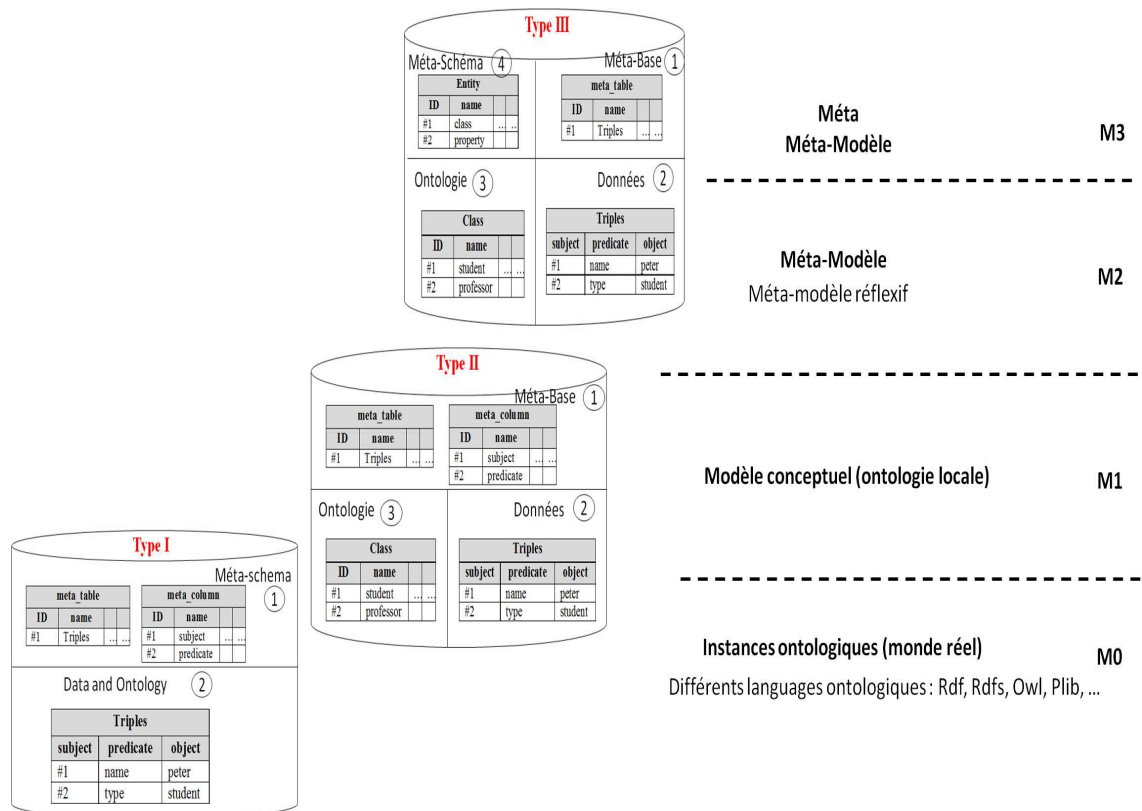 Type III
Méta-Schéma 4
Méta-Base 1
Entity
ID name
#1 class ... ..
#2 property
meta_table
ID name
#1 Triples ... ...
Ontologie 3
Données 2
Class
ID name
#1 student ... ...
#2 professor
Triples
subject predicate object
#1 name peter
#2 type student
Type II
Méta-Base 1
meta_table
ID name
#1 Triples ... ...
meta_column
ID name
#1 subject ... ...
#2 predicate
Ontologie 3
Données 2
Class
ID name
#1 student ... ...
#2 professor
Triples
subject predicate object
#1 name peter
#2 type student
Type I
Méta-schema
1
meta_table
ID name
#1 Triples ... ...
meta_column
ID name
#1 subject ... ...
#2 predicate
Data and Ontology 2
Triples
subject predicate object
#1 name peter
#2 type student
Méta
Méta-Modèle
M3
Méta-Modèle
Méta-modèle réflexif
M2
Modèle conceptuel (ontologie locale) M1
Instances ontologiques (monde réel) M0
Différents languages ontologiques : Rdf, Rdfs, Owl, Plib, ...